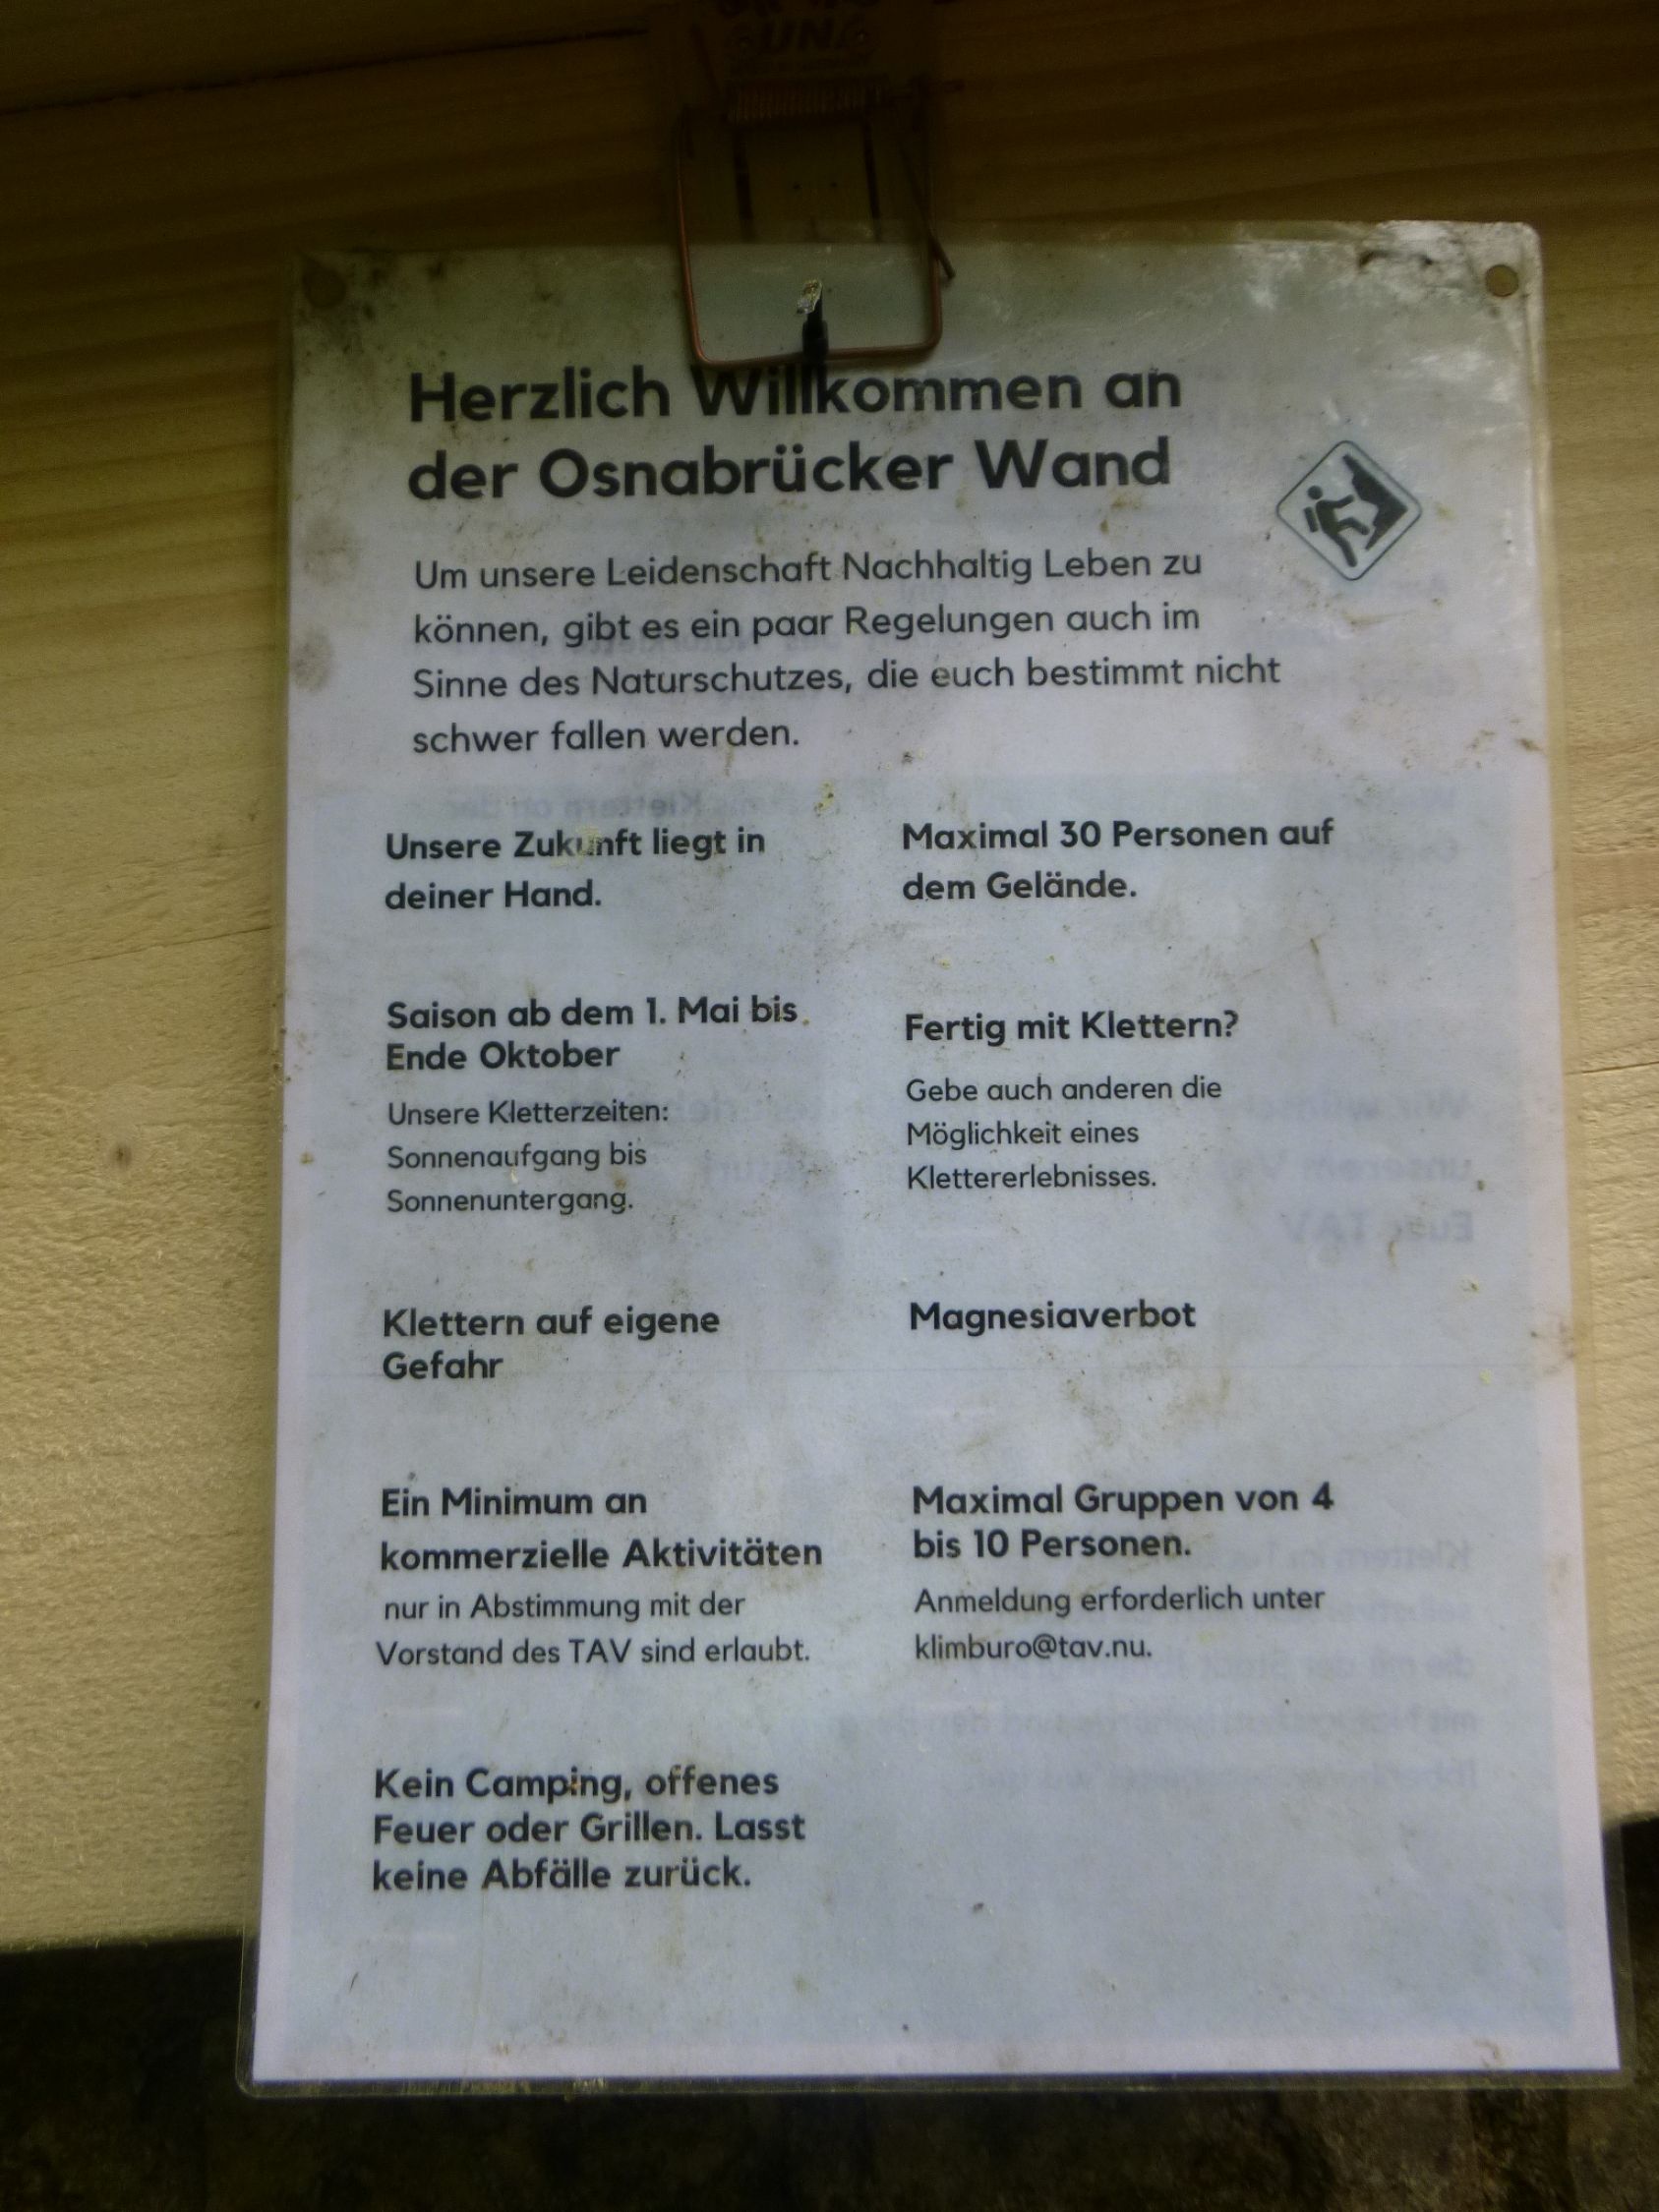 Herzlich Willkommen an
der Osnabrücker Wand
Um unsere Leidenschaft Nachhaltig Leben zu
können, gibt es ein paar Regelungen auch im
Sinne des Naturschutzes, die euch bestimmt nicht
schwer fallen werden.
Unsere Zukunft liegt in
deiner Hand.
Maximal 30 Personen auf
dem Gelände.
Saison ab dem 1. Mai bis
Ende Oktober
Unsere Kletterzeiten:
Sonnenaufgang bis
Sonnenuntergang.
Fertig mit Klettern?
Gebe auch anderen die
Möglichkeit eines
Klettererlebnisses.
Klettern auf eigene
Gefahr
Magnesiaverbot
Ein Minimum an
kommerzielle Aktivitäten
nur in Abstimmung mit der
Vorstand des TAV sind erlaubt.
Maximal Gruppen von 4
bis 10 Personen.
Anmeldung erforderlich unter
klimburo@tav.nu.
Kein Camping, offenes
Feuer oder Grillen. Lasst
keine Abfälle zurück.